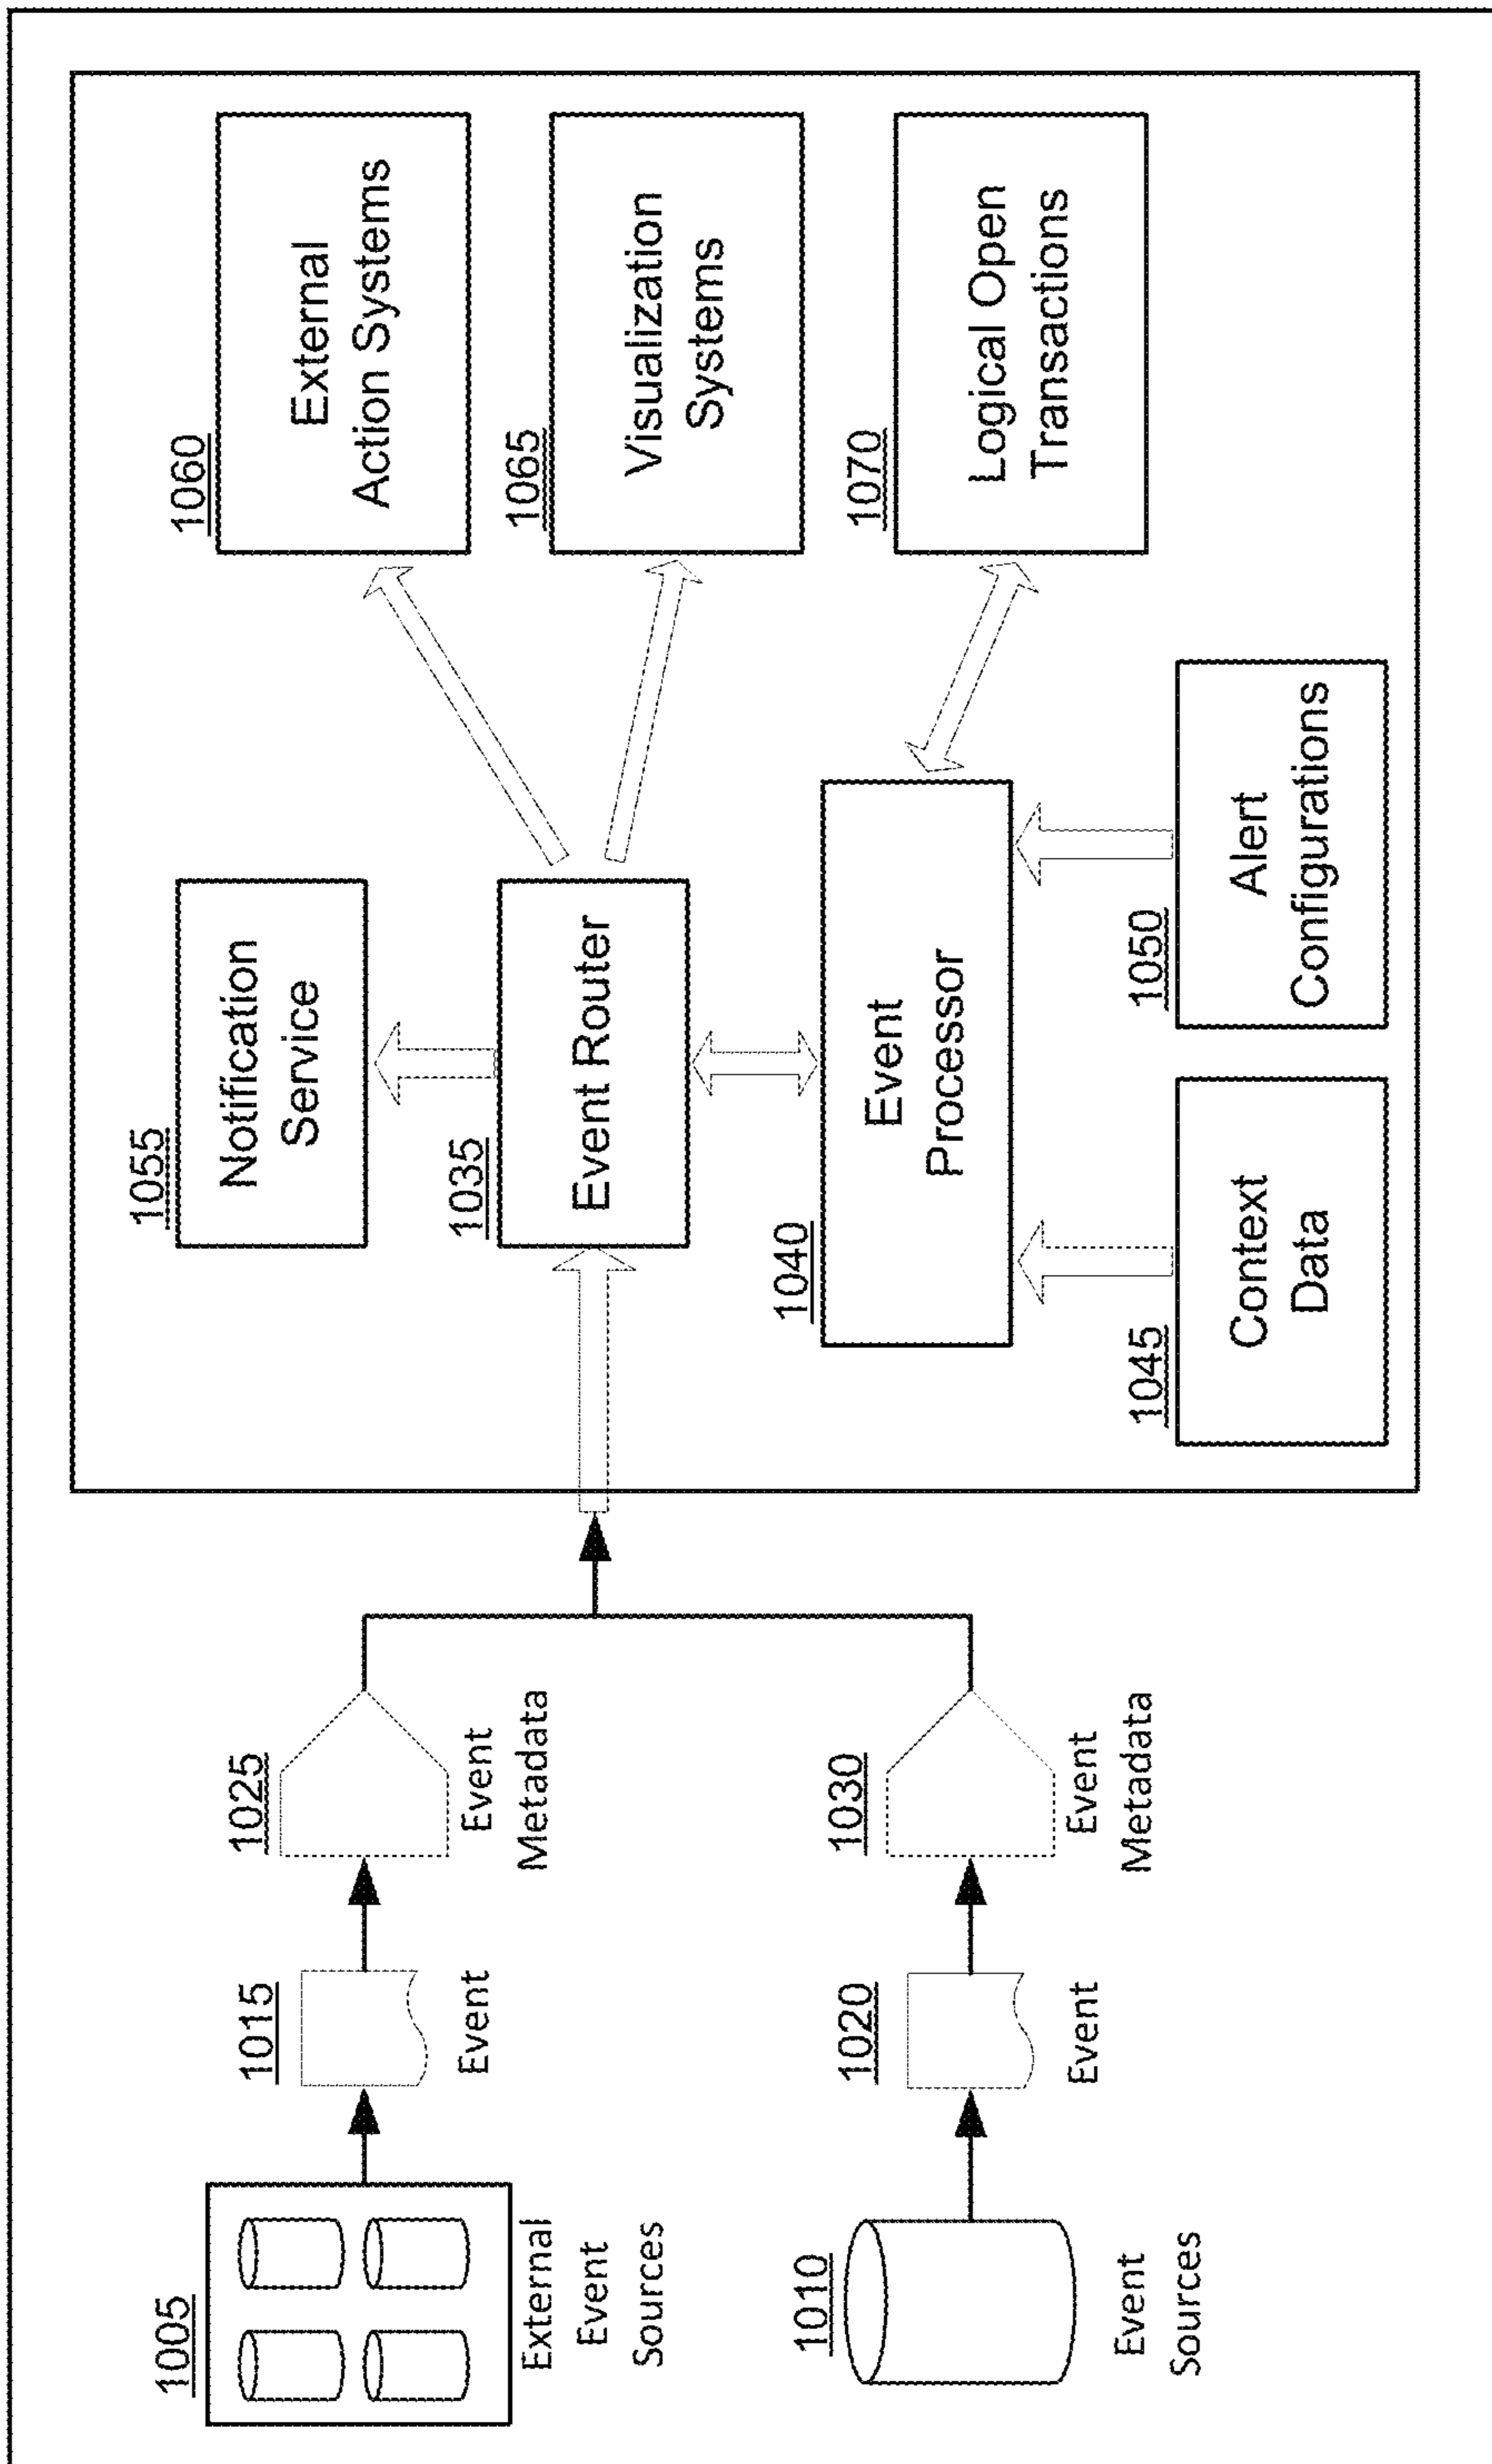 1005
External
Event
Sources
1015
Event
1025
Event
Metadata
1010
Event
Sources
1020
Event
1030
Event
Metadata
1055
Notification
Service
1035
Event Router
1040
Event
Processor
1045
Context
Data
1050
Alert
Configurations
1060
External
Action Systems
1065
Visualization
Systems
1070
Logical Open
Transactions